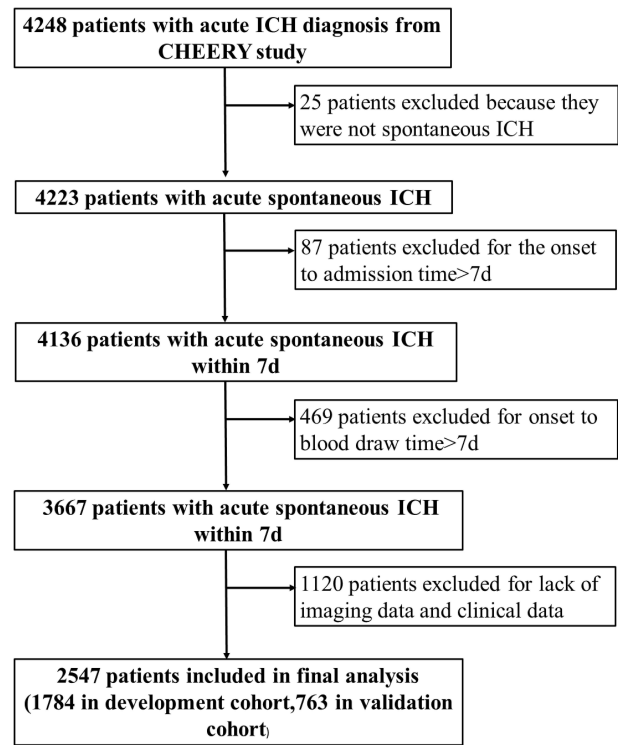 4248 patients with acute ICH diagnosis from
CHEERY study
25 patients excluded because they
were not spontaneous ICH
4223 patients with acute spontaneous ICH
87 patients excluded for the onset
to admission time>7d
4136 patients with acute spontaneous ICH
within 7d
469 patients excluded for onset to
blood draw time>7d
3667 patients with acute spontaneous ICH
within 7d
1120 patients excluded for lack of
imaging data and clinical data
2547 patients included in final analysis
(1784 in development cohort,763 in validation
cohort)